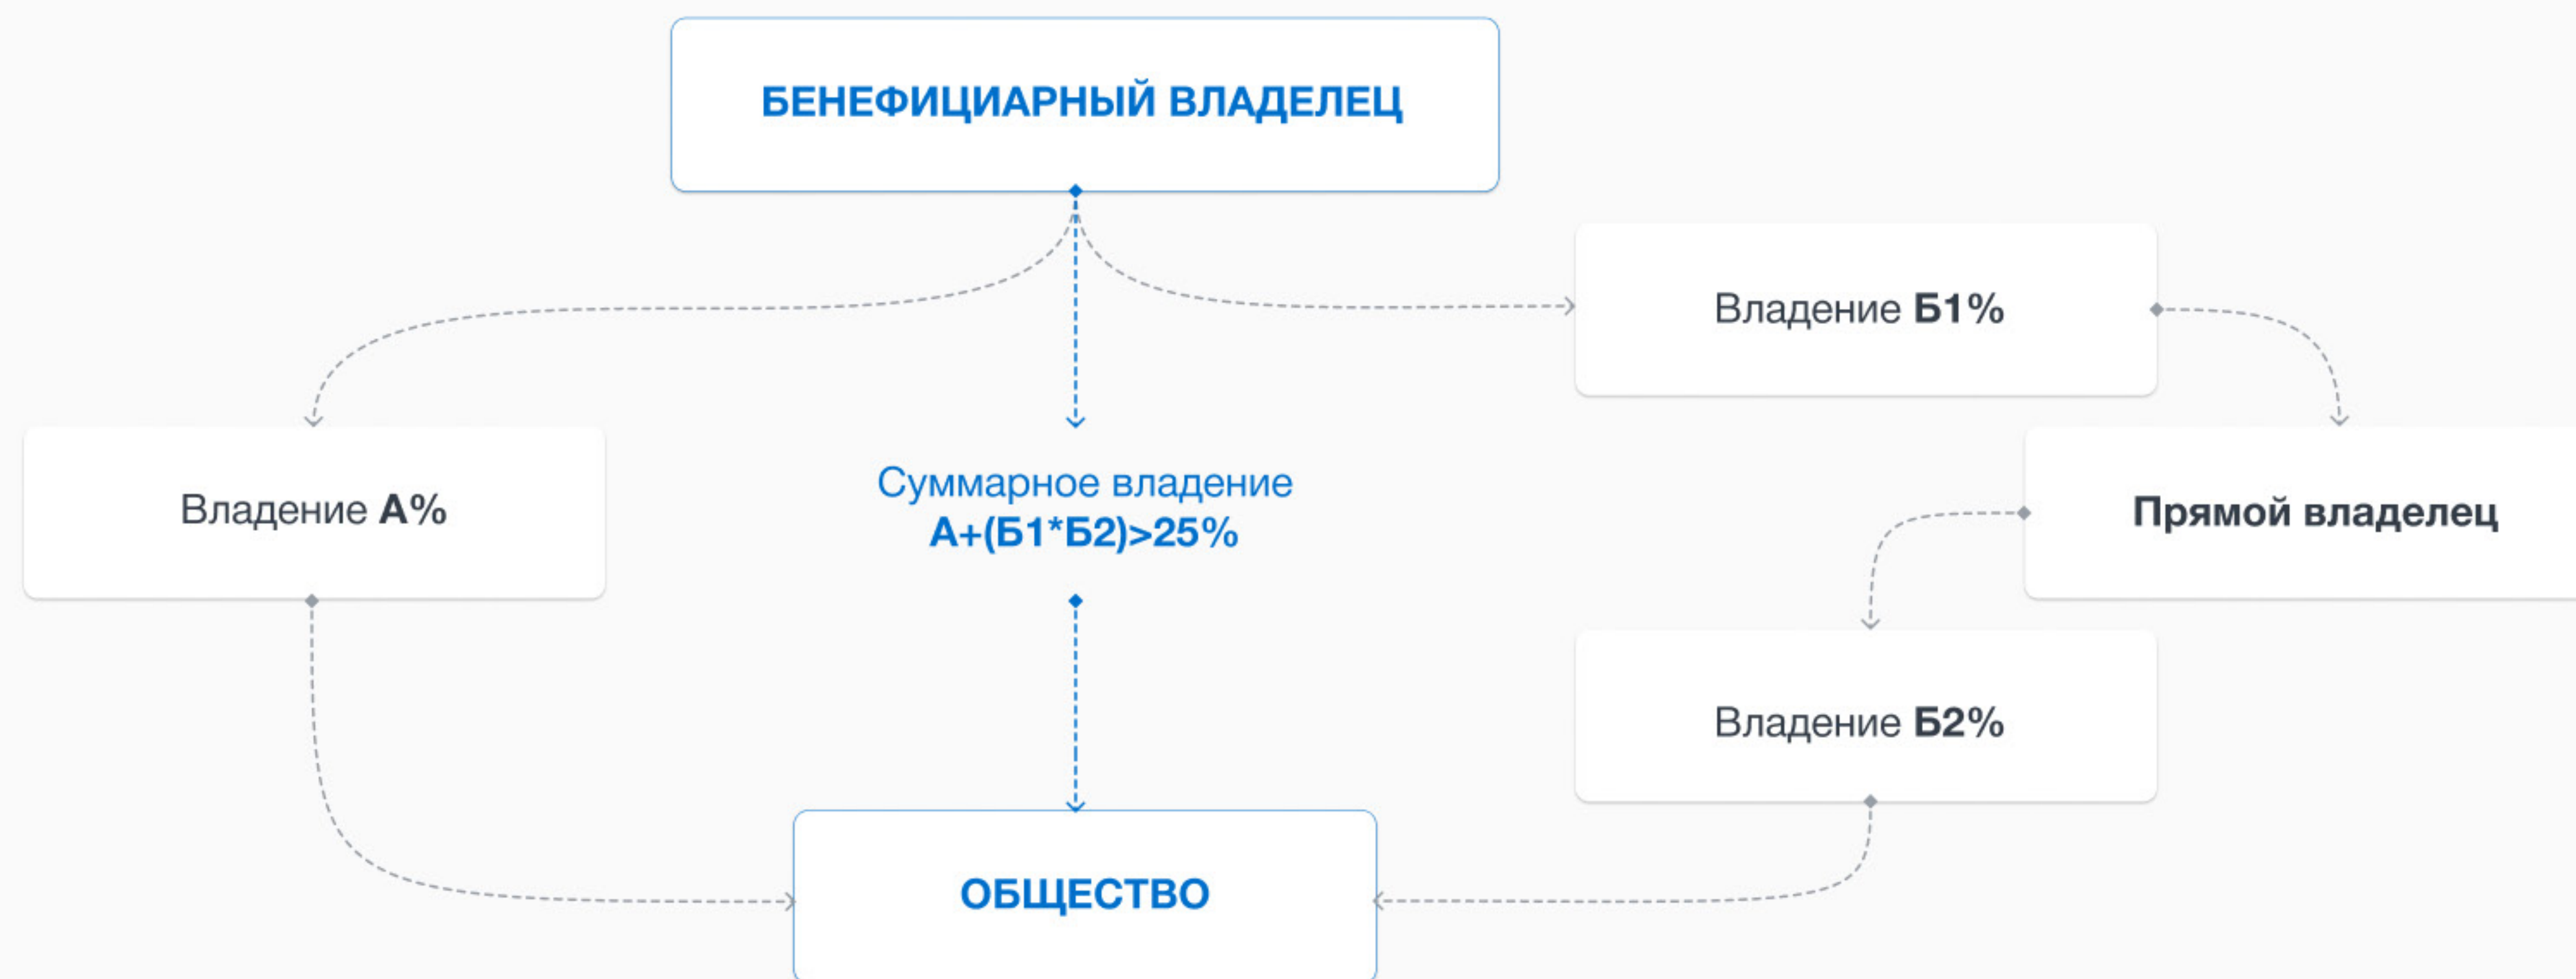 БЕНЕФИЦИАРНЫЙ ВЛАДЕЛЕЦ
Владение Б1%
Владение А%
Суммарное владение
А+(Б1*Б2)>25%
Прямой владелец
Владение Б2%
ОБЩЕСТВО